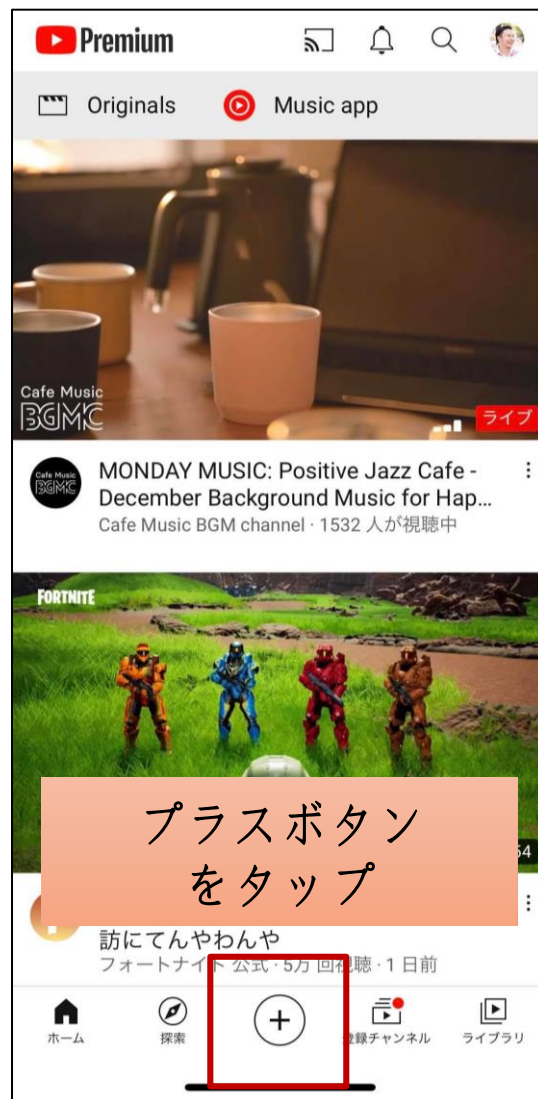 Premium
Originals
Music app
Cafe Music
BGMC
ライブ
Cafe Music
BGMC
MONDAY MUSIC: Positive Jazz Cafe -
December Background Music for Hap...
Cafe Music BGM channel · 1532 人が視聴中
FORTNITE
プラスボタン
をタップ
54
訪にてんやわんや
フォートナイト 公式 · 5万 回視聴 · 1 日前
ホーム
探索
登録チャンネル
ライブラリ